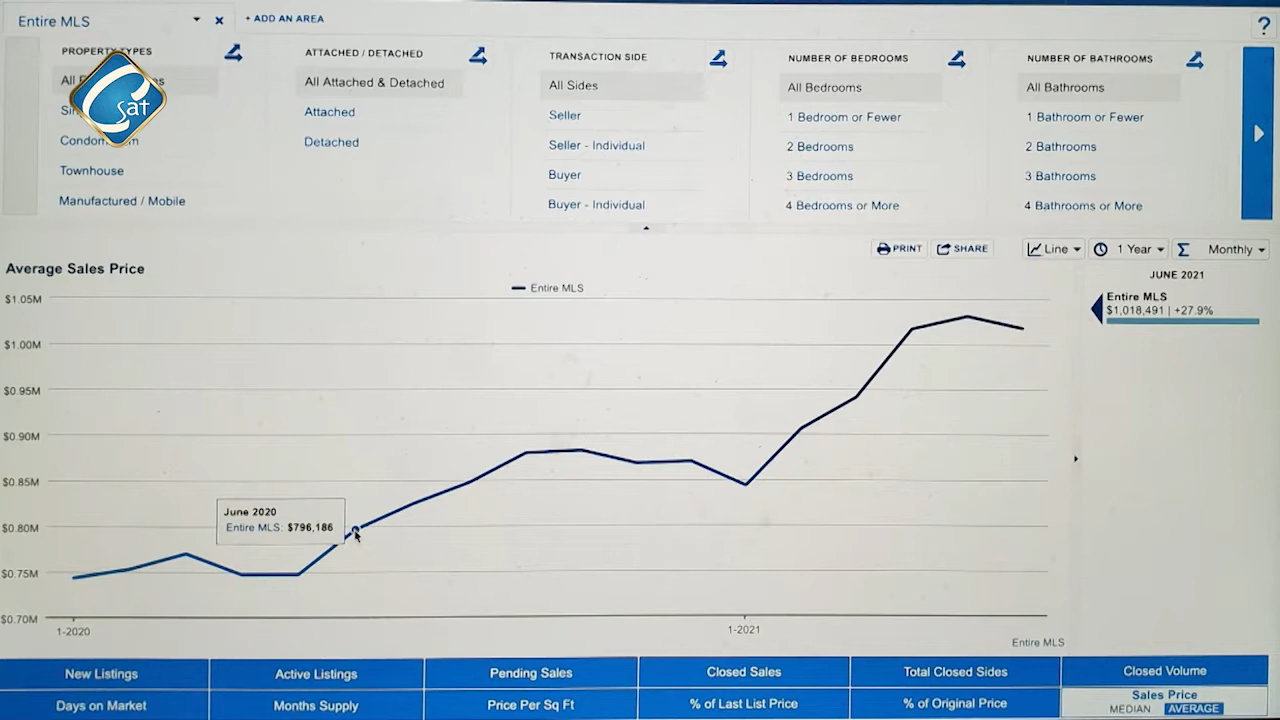 Entire MLS
+ ADD AN AREA
?
PROPERTY TYPES
ATTACHED / DETACHED
TRANSACTION SIDE
NUMBER OF BEDROOMS
NUMBER OF BATHROOMS
All
All Attached & Detached
All Sides
All Bedrooms
All Bathrooms
Csat
Attached
Seller
1 Bedroom or Fewer
1 Bathroom or Fewer
Detached
Seller - Individual
2 Bedrooms
2 Bathrooms
Townhouse
Buyer
3 Bedrooms
3 Bathrooms
Manufactured / Mobile
Buyer - Individual
4 Bedrooms or More
4 Bathrooms or More
PRINT
SHARE
Line
1 Year
Monthly
Average Sales Price
JUNE 2021
Entire MLS
Entire MLS
$1,018,491 | +27.9%
$1.05M
$1.00M
$0.95M
$0.90M
$0.85M
$0.80M
$0.75M
$0.70M
June 2020
Entire MLS: $796,186
1-2020
1-2021
Entire MLS
New Listings
Active Listings
Pending Sales
Closed Sales
Total Closed Sides
Closed Volume
Days on Market
Months Supply
Price Per Sq Ft
% of Last List Price
% of Original Price
Sales Price
MEDIAN
AVERAGE